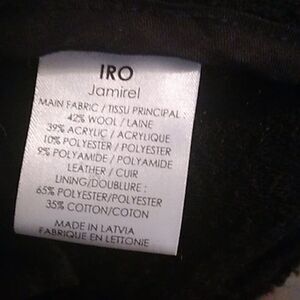 IRO
Jamirel
MAIN FABRIC / TISSU PRINCIPAL :
42% WOOL / LAINE
39% ACRYLIC / ACRYLIQUE
10% POLYESTER / POLYESTER
9% POLYAMIDE / POLYAMIDE
LEATHER / CUIR
LINING/DOUBLURE :
65% POLYESTER/POLYESTER
35% COTTON/COTON
MADE IN LATVIA
FABRIQUE EN LETTONIE